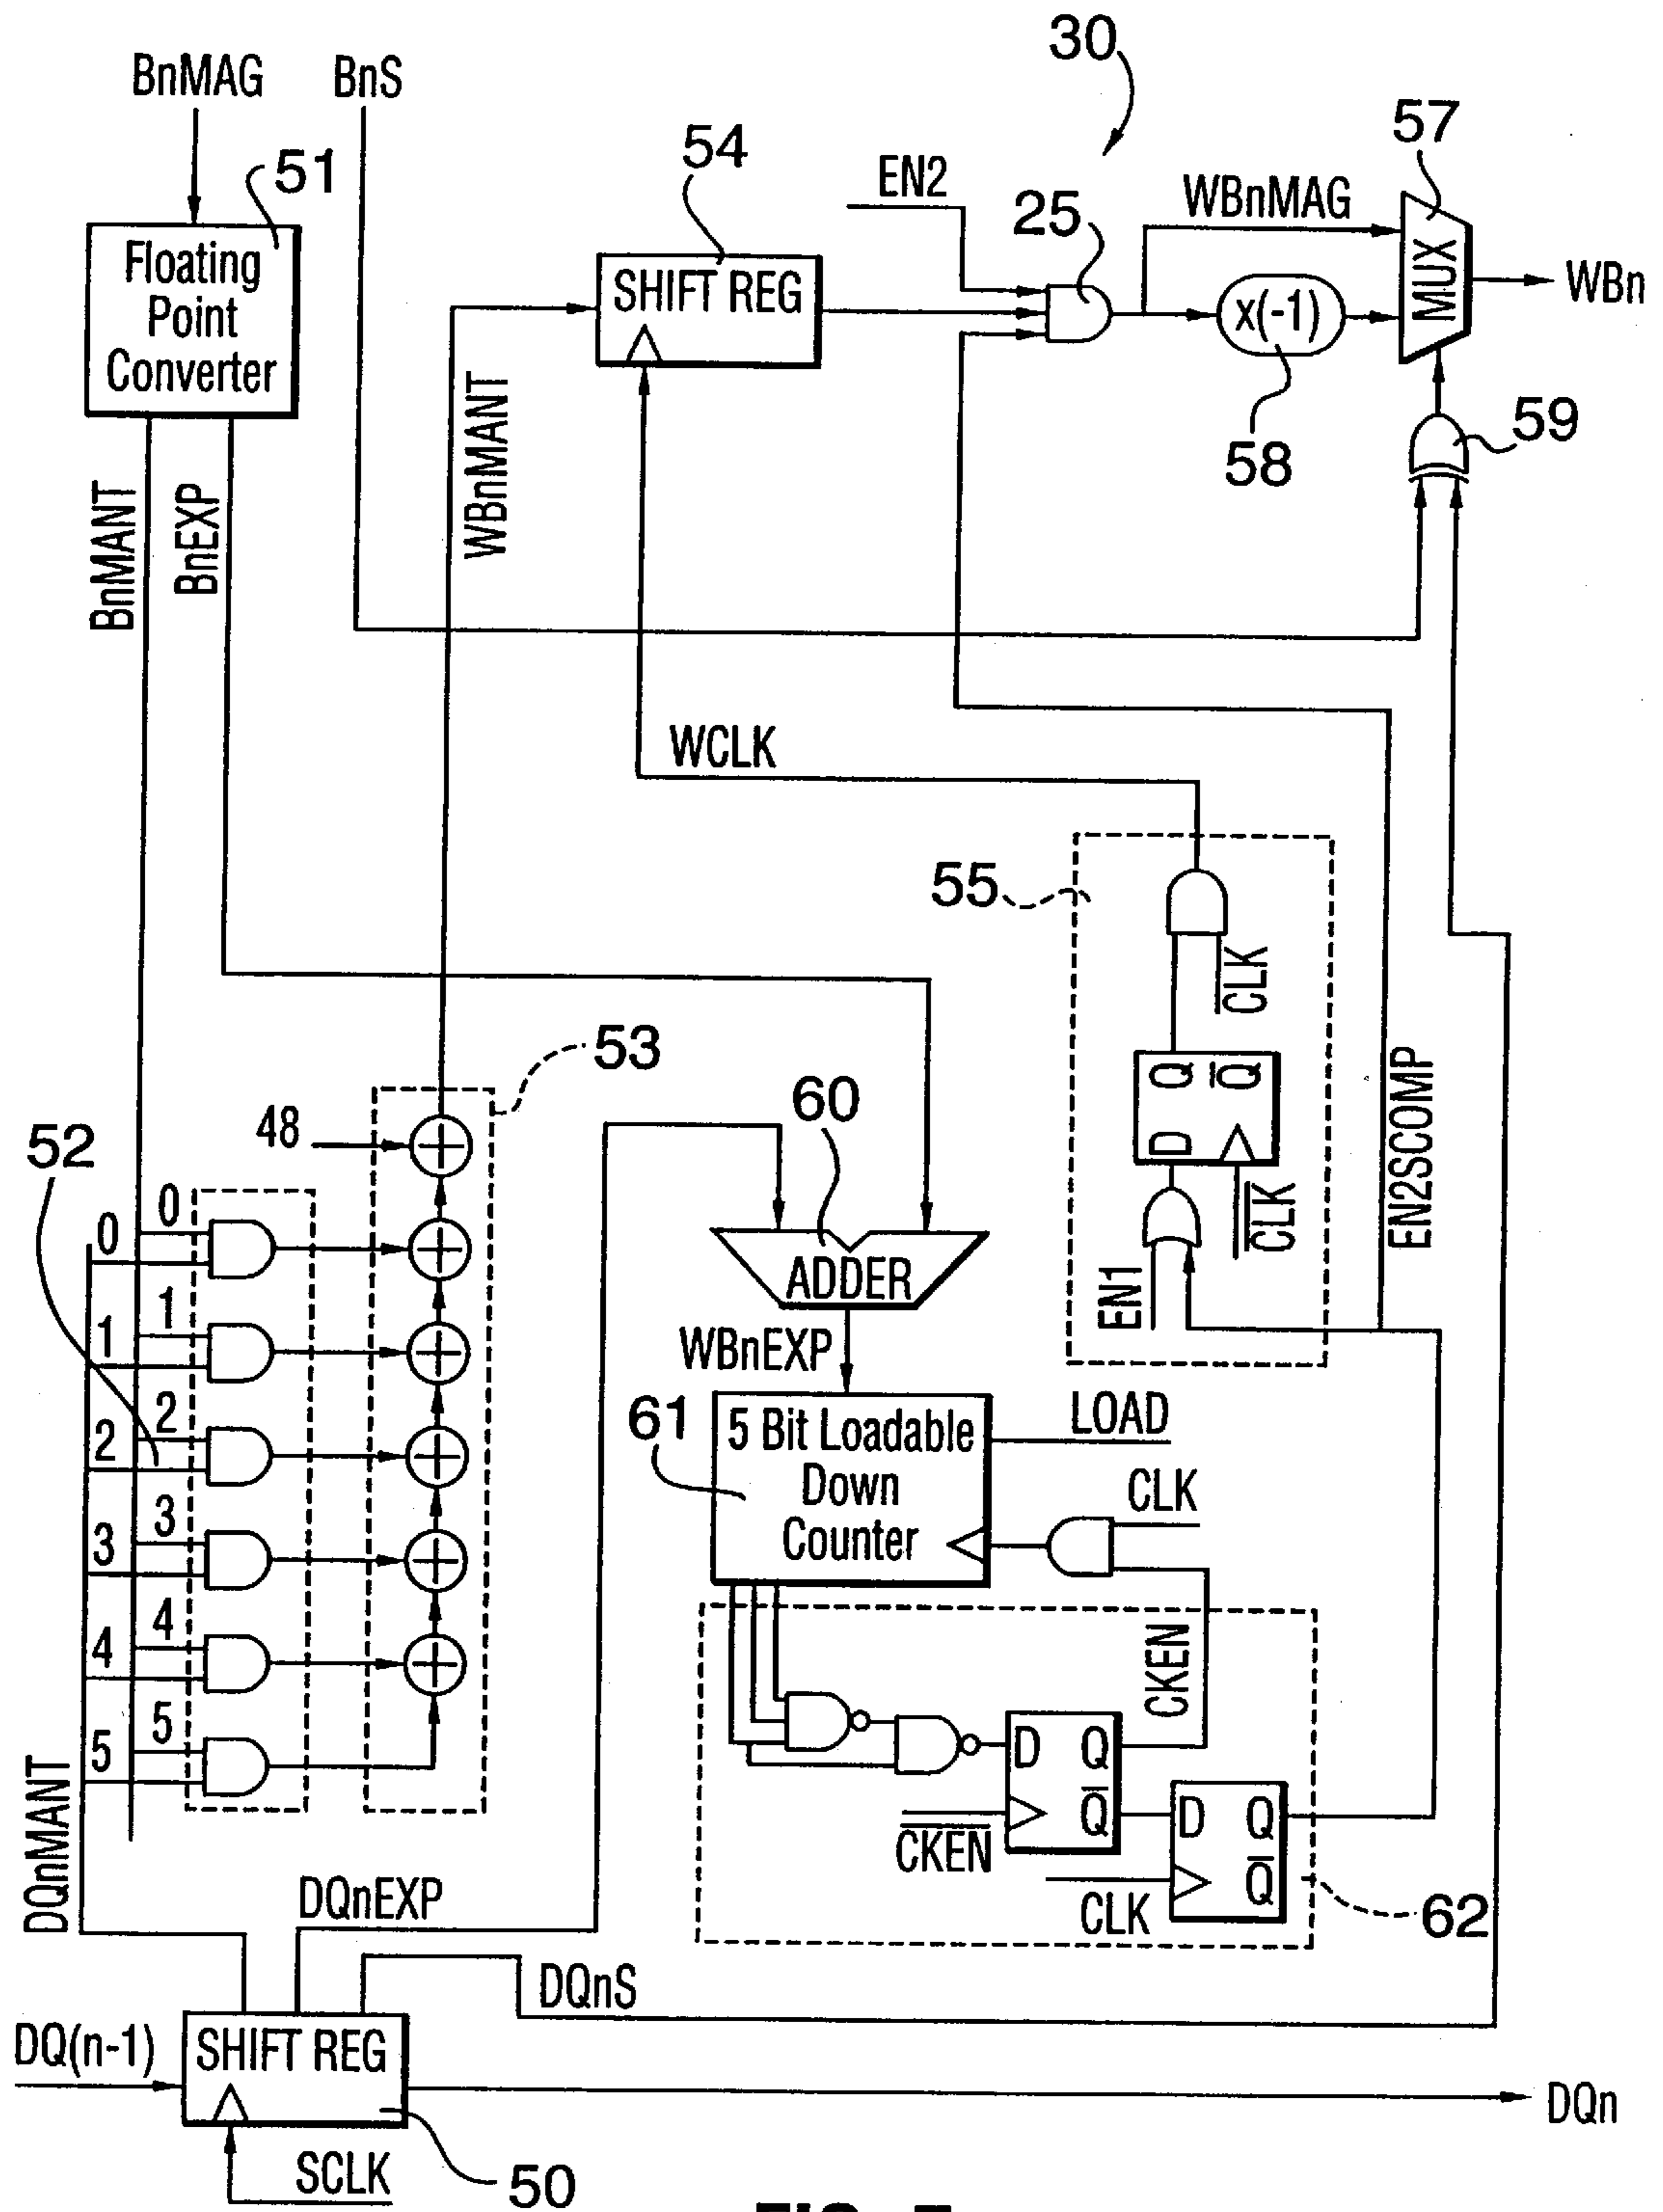 30
BnMAG
BnS
57
51
54
EN2
25
WBnMAG
Floating
Point
Converter
SHIFT REG
x(-1)
MUX
WBn
58
59
BnMANT
BnEXP
WBnMANT
WCLK
55
CLK
53
Q
Q
D
CLK
EN1
EN2SCOMP
48
52
60
ADDER
WBnEXP
0
0
1
1
2
2
3
3
4
4
5
5
61
5 Bit Loadable
Down
Counter
LOAD
CLK
CKEN
D
Q
Q
CKEN
D
Q
Q
CLK
62
DQnMANT
DQnEXP
DQnS
DQ(n-1)
SHIFT REG
DQn
SCLK
50